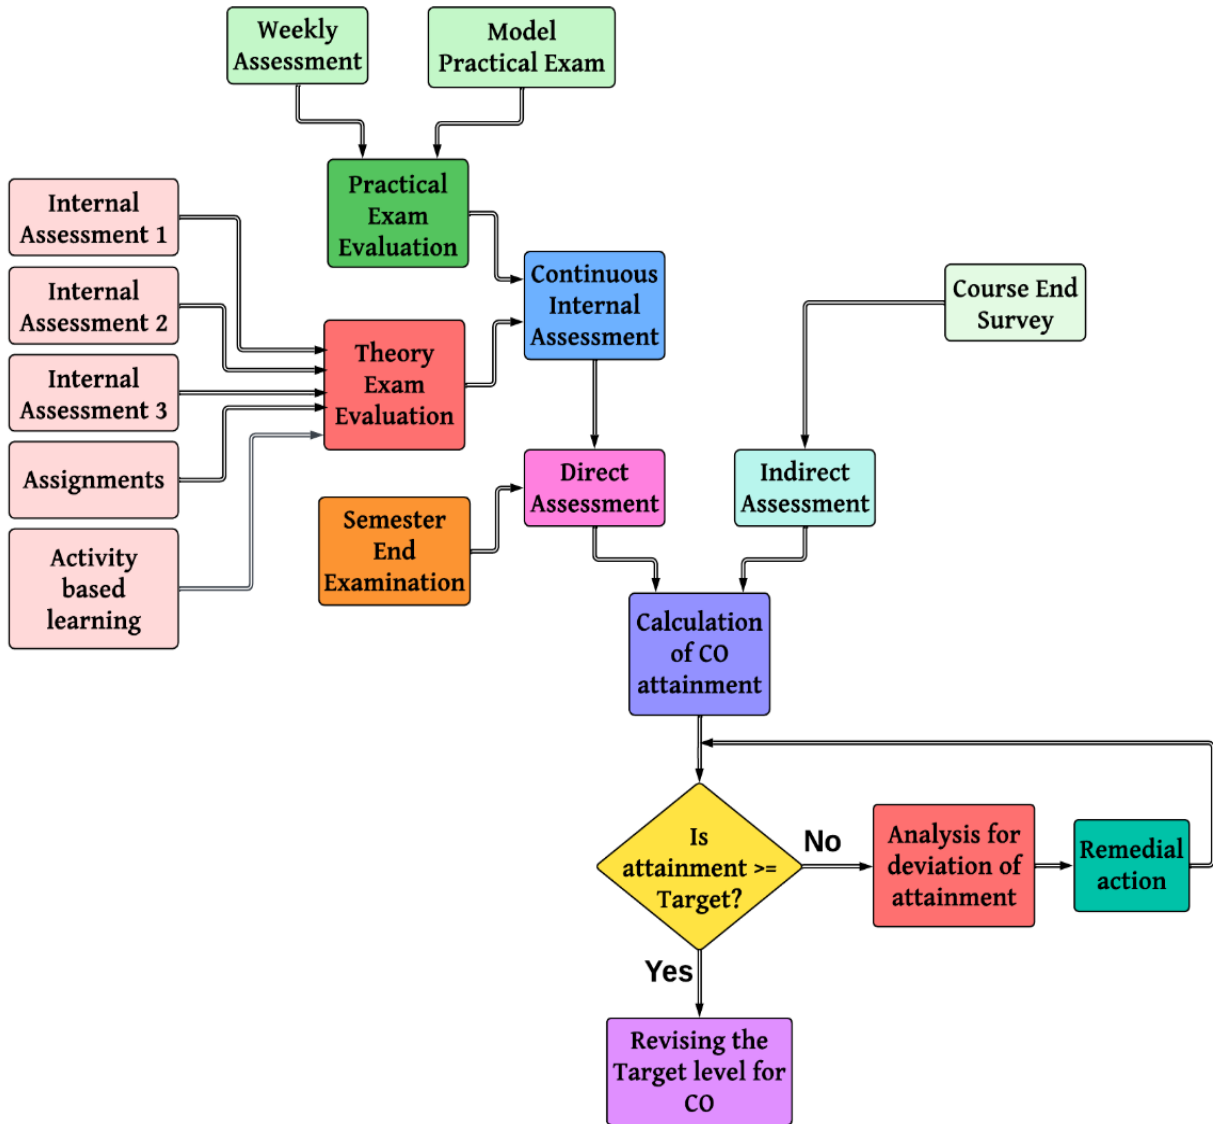 Weekly
Assessment
Model
Practical Exam
Practical
Exam
Evaluation
Internal
Assessment 1
Internal
Assessment 2
Internal
Assessment 3
Assignments
Activity
based
learning
Theory
Exam
Evaluation
Continuous
Internal
Assessment
Course End
Survey
Semester
End
Examination
Direct
Assessment
Indirect
Assessment
Calculation
of CO
attainment
Is
attainment >=
Target?
No
Analysis for
deviation of
attainment
Remedial
action
Yes
Revising the
Target level for
CO